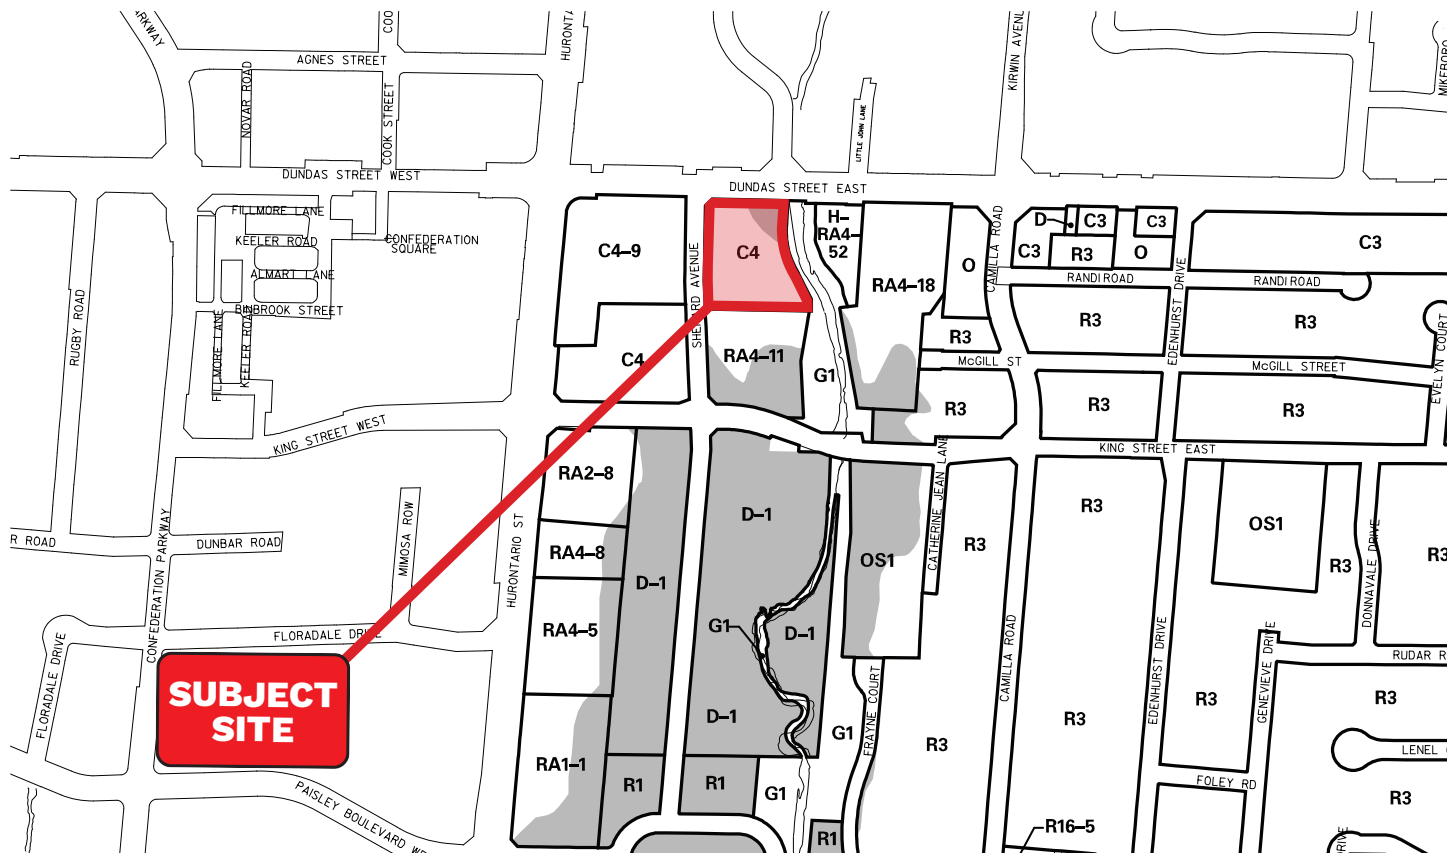 AGNES STREET
NOVAR ROAD
COOK STREET
KIRWIN
LITTLE JOHN LANE
DUNDAS STREET WEST
DUNDAS STREET EAST
FILLMORE LANE
KEELER ROAD
CONFEDERATION
SQUARE
ALMART LANE
BINBROOK STREET
FILLMORE LANE
KEELER ROAD
RUGBY ROAD
C4-9
C4
H-
RA4-
52
RA4-18
O
CAMILLA ROAD
D
C3
C3
C3
R3
O
C3
RANDI ROAD
RANDI ROAD
EDENHURST DRIVE
R3
R3
R3
AVENUE
C4
RA4-11
G1
McGILL ST
McGILL STREET
EVELYN COURT
R3
R3
R3
KING STREET WEST
KING STREET EAST
RA2-8
D-1
R3
OS1
CATHERINE JEAN LANE
R3
R ROAD
DUNBAR ROAD
MIMOSA ROW
HURONTARIO ST
CONFEDERATION PARKWAY
RA4-8
D-1
OS1
R3
R3
DONNAVALE DRIVE
RA4-5
G1
D-1
FLORADALE DRIVE
FLORADALE DRIVE
CAMILLA ROAD
EDENHURST DRIVE
GENEVIEVE DRIVE
RUDAR R
SUBJECT
SITE
D-1
G1
FRAYNE COURT
R3
R3
R3
R3
LENEL
RA1-1
R1
R1
G1
FOLEY RD
R3
PAISLEY BOULEVARD WE
R1
R16-5